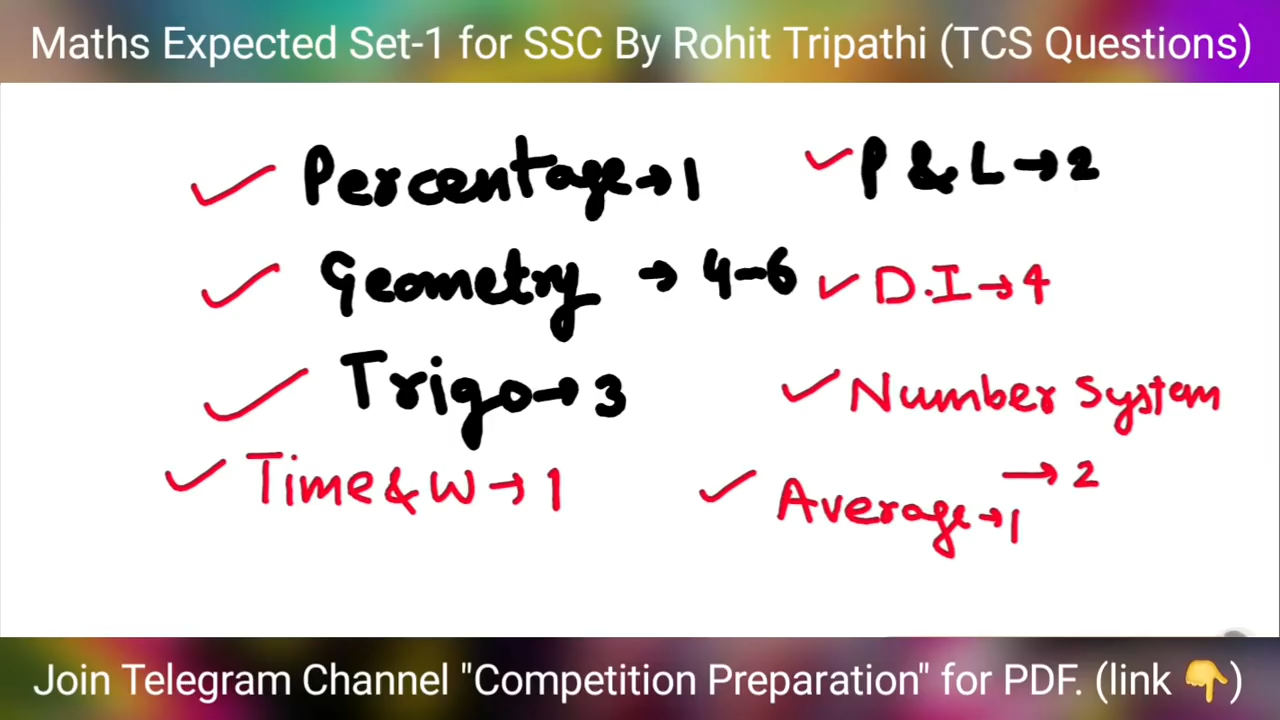 Maths Expected Set-1 for SSC By Rohit Tripathi (TCS Questions)
✓ Percentage → 1
✓ P & L → 2
✓ Geometry → 4-6
✓ D.I → 4
✓ Trigo → 3
✓ Number System
→ 2
✓ Time & W → 1
✓ Average → 1
Join Telegram Channel "Competition Preparation" for PDF. (link 👇)